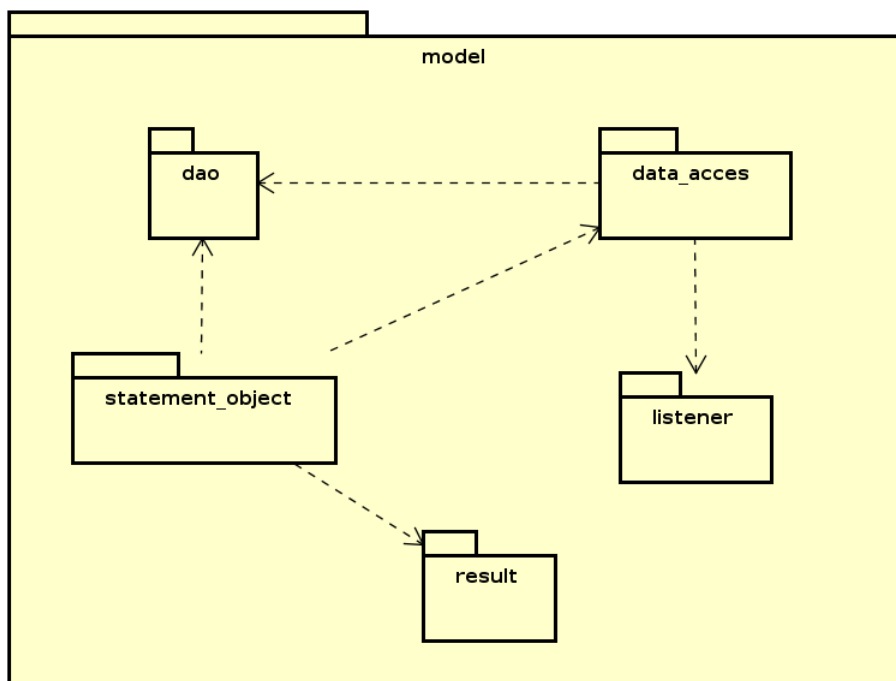 model
dao
data_acces
statement_object
listener
result